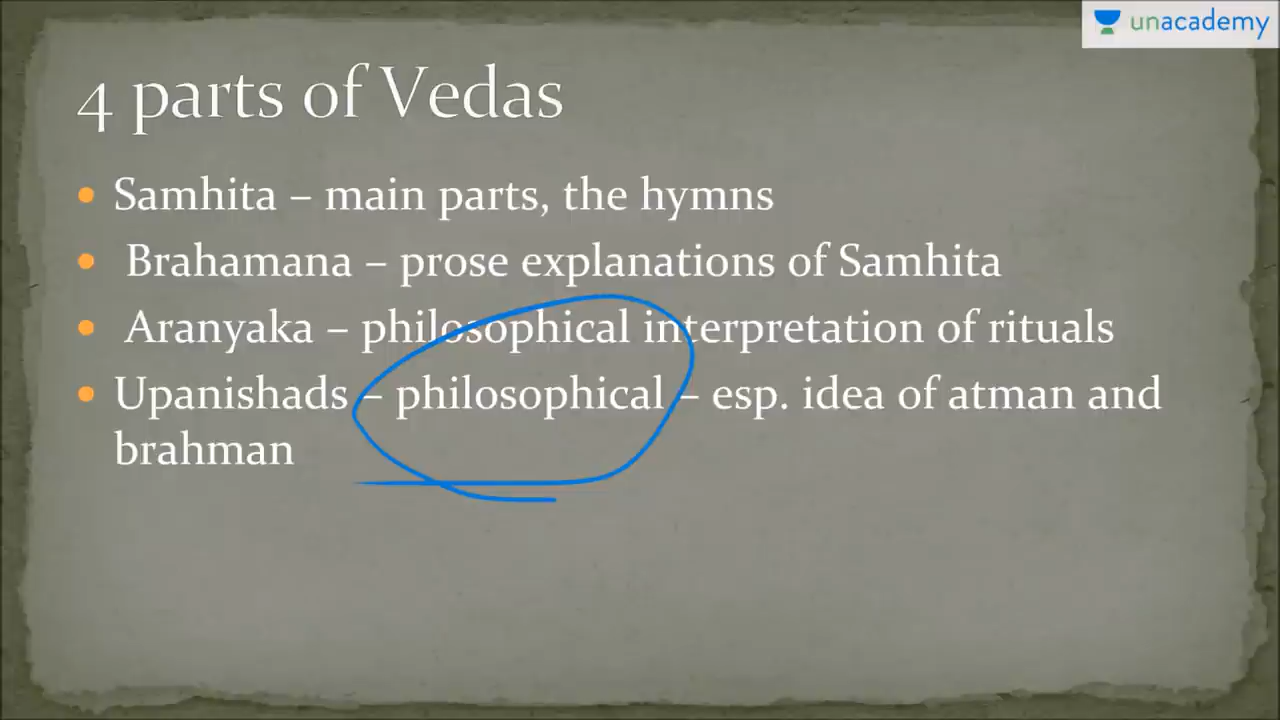 unacademy
4 parts of Vedas
• Samhita – main parts, the hymns
• Brahamana – prose explanations of Samhita
• Aranyaka – philosophical interpretation of rituals
• Upanishads – philosophical – esp. idea of atman and
brahman